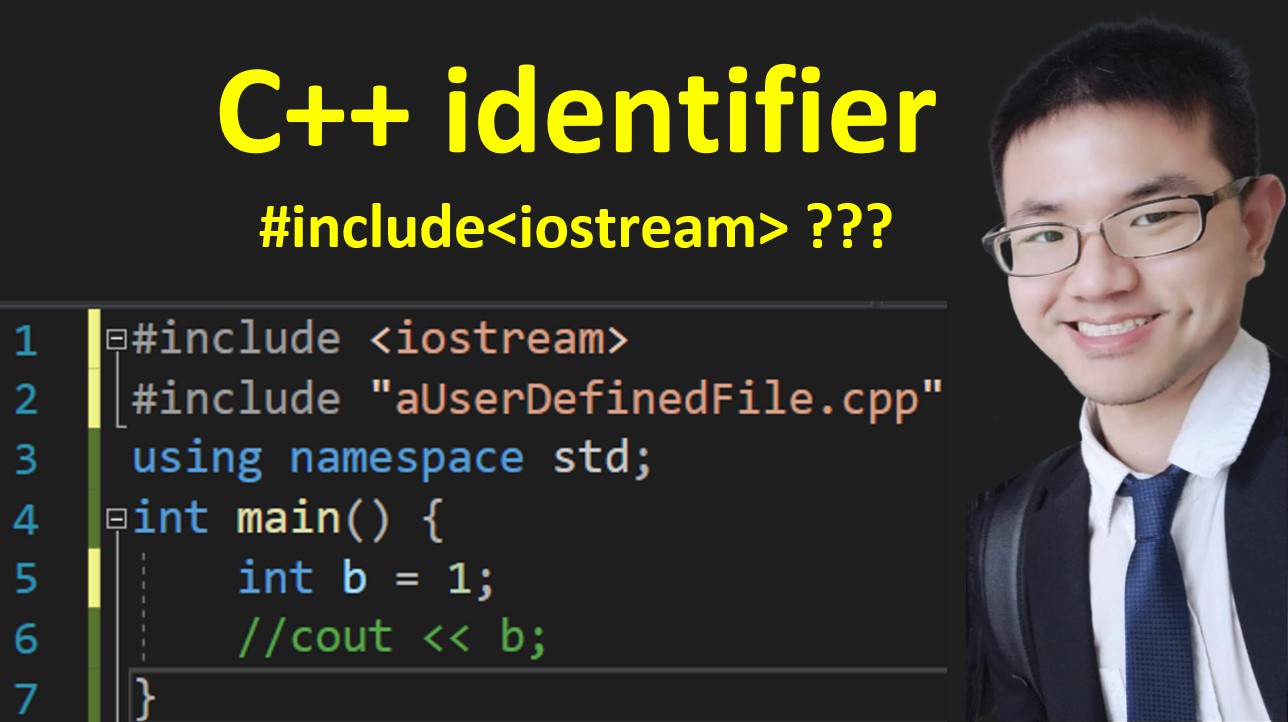 C++ identifier
#include<iostream> ???
1 #include <iostream>
2 #include "aUserDefinedFile.cpp"
3 using namespace std;
4 int main() {
5 int b = 1;
6 //cout << b;
7 }